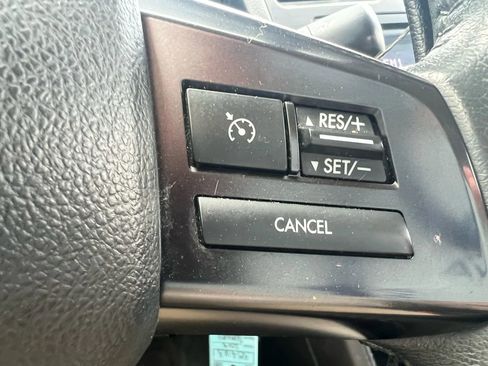 ▲ RES/+
▼ SET/−
CANCEL